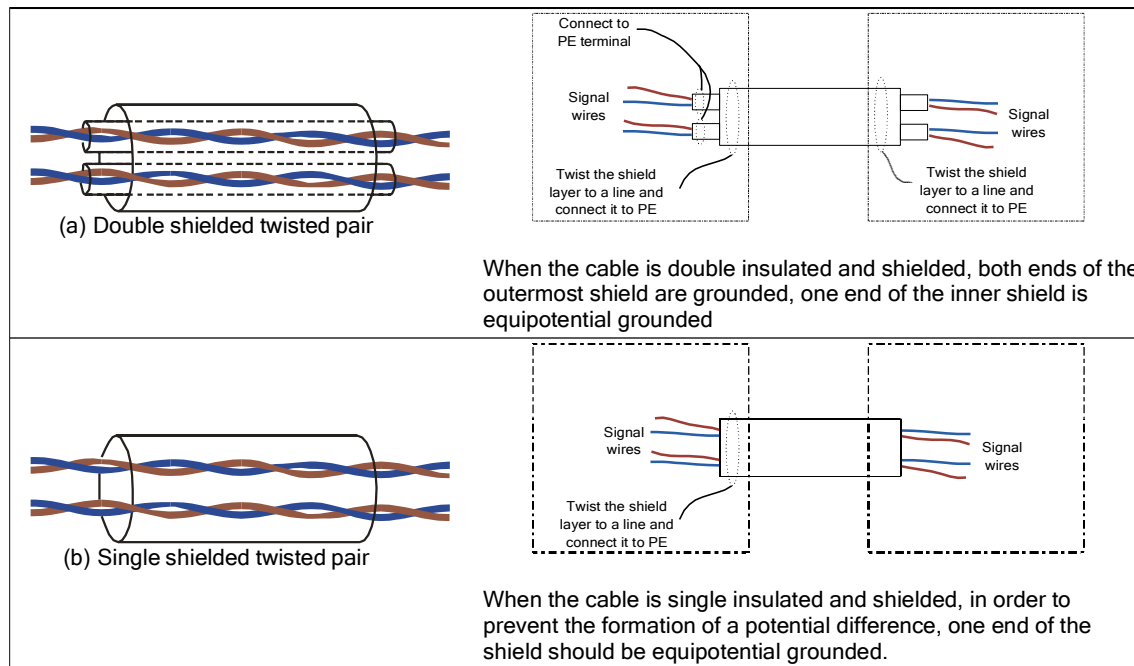 Connect to
PE terminal
Signal
wires
Signal
wires
Twist the shield
layer to a line and
connect it to PE
Twist the shield
layer to a line and
connect it to PE
(a) Double shielded twisted pair
When the cable is double insulated and shielded, both ends of the
outermost shield are grounded, one end of the inner shield is
equipotential grounded
Signal
wires
Signal
wires
Twist the shield
layer to a line and
connect it to PE
(b) Single shielded twisted pair
When the cable is single insulated and shielded, in order to
prevent the formation of a potential difference, one end of the
shield should be equipotential grounded.